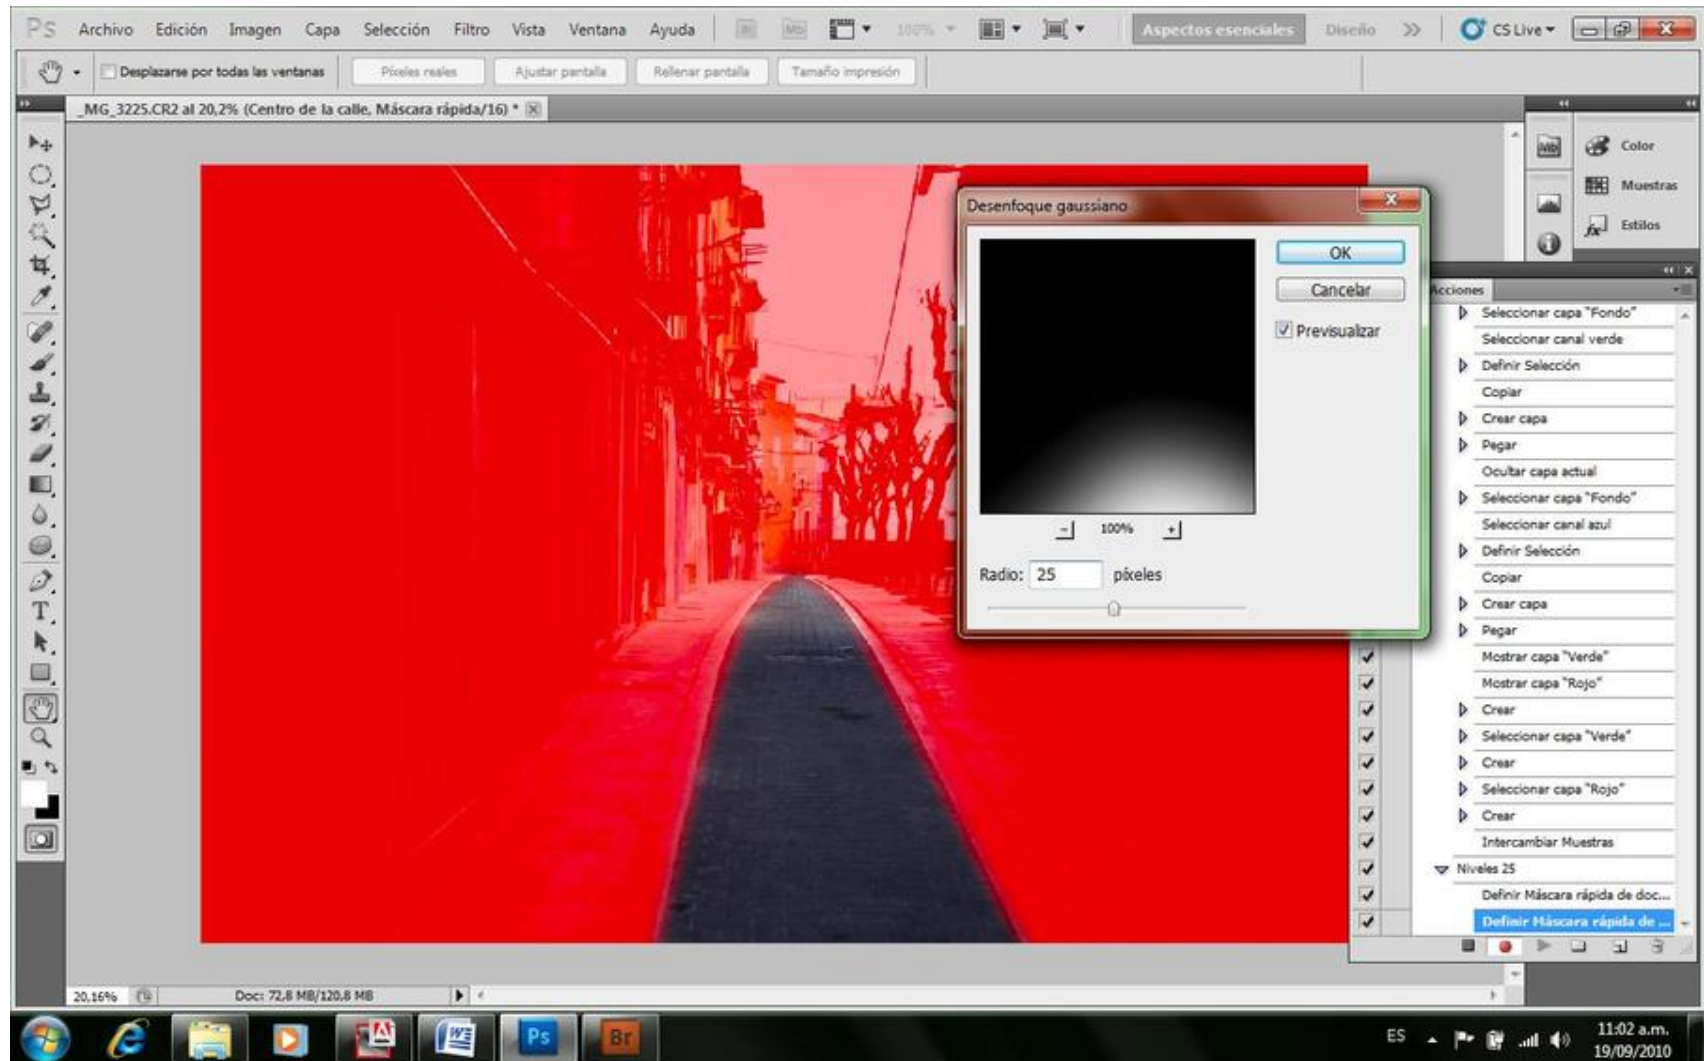 Ps Archivo Edición Imagen Capa Selección Filtro Vista Ventana Ayuda Br Mb 100% Aspectos esenciales Diseño >> CS Live
Desplazarse por todas las ventanas Píxeles reales Ajustar pantalla Rellenar pantalla Tamaño impresión
_MG_3225.CR2 al 20,2% (Centro de la calle, Máscara rápida/16) *
Mb
Color
Muestras
Estilos
Desenfoque gaussiano
OK
Cancelar
Previsualizar
100%
Radio: 25 píxeles
Acciones
Seleccionar capa "Fondo"
Seleccionar canal verde
Definir Selección
Copiar
Crear capa
Pegar
Ocultar capa actual
Seleccionar capa "Fondo"
Seleccionar canal azul
Definir Selección
Copiar
Crear capa
Pegar
Mostrar capa "Verde"
Mostrar capa "Rojo"
Crear
Seleccionar capa "Verde"
Crear
Seleccionar capa "Rojo"
Crear
Intercambiar Muestras
Niveles 25
Definir Máscara rápida de doc...
Definir Máscara rápida de ...
20,16% Doc: 72,8 MB/120,8 MB
Ps Br ES 11:02 a.m.
19/09/2010